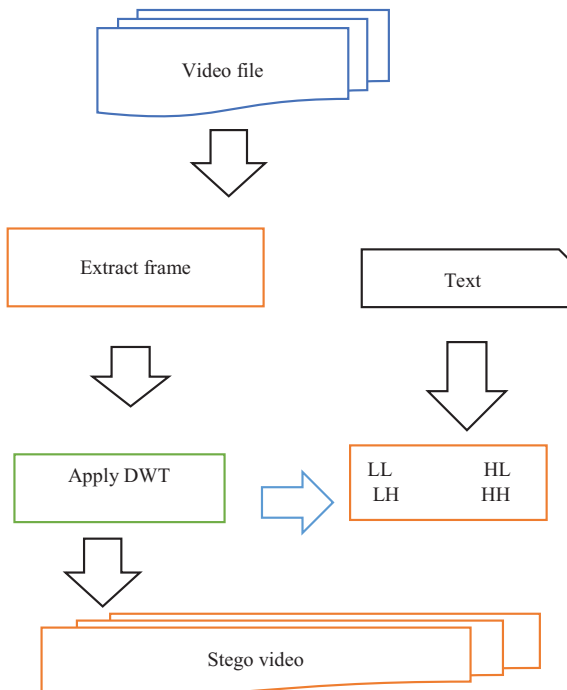 Video file
Extract frame
Text
Apply DWT
LL HL
LH HH
Stego video